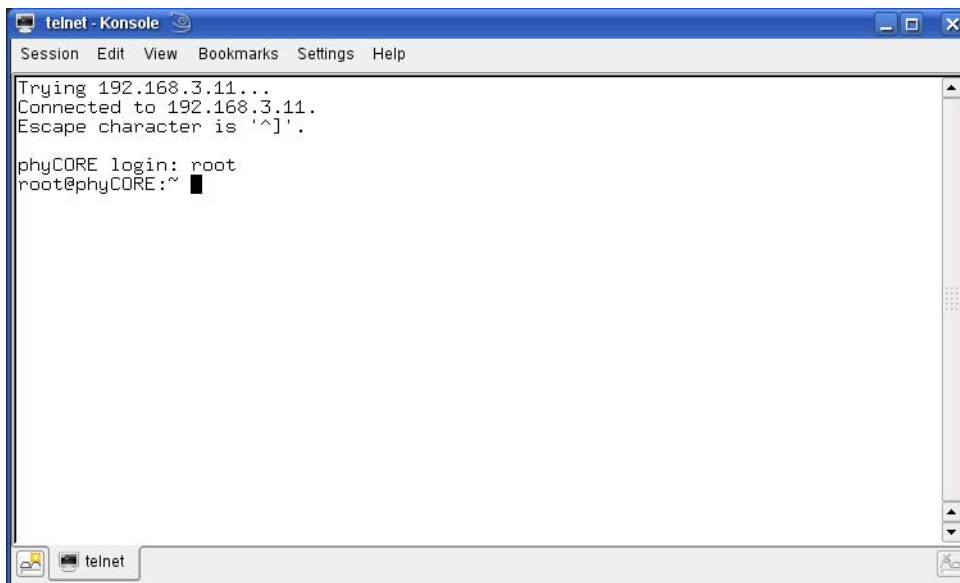 telnet - Konsole
Session Edit View Bookmarks Settings Help
Trying 192.168.3.11...
Connected to 192.168.3.11.
Escape character is '^]'.
phyCORE login: root
root@phyCORE:~
telnet